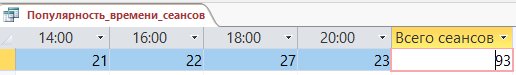 Популярность_времени_сеансов
14:00 16:00 18:00 20:00 Всего сеансов
21 22 27 23 93